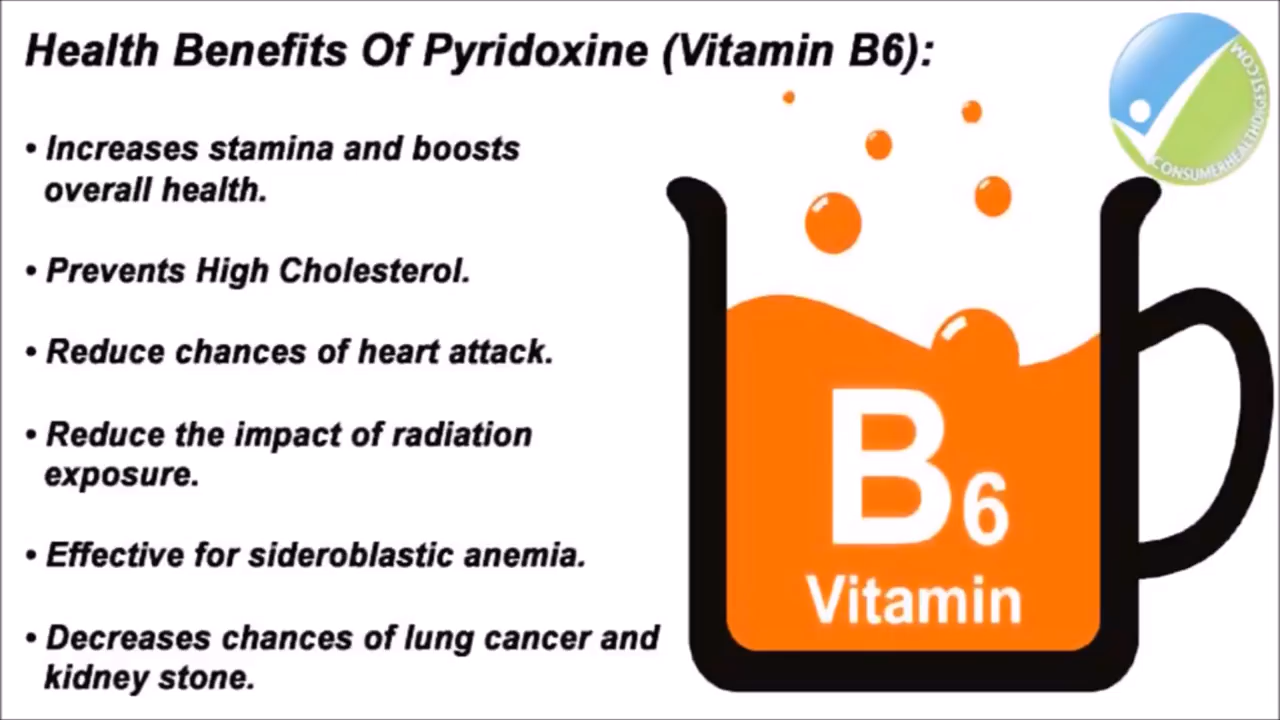 Health Benefits Of Pyridoxine (Vitamin B6):
• Increases stamina and boosts
overall health.
• Prevents High Cholesterol.
• Reduce chances of heart attack.
• Reduce the impact of radiation
exposure.
• Effective for sideroblastic anemia.
• Decreases chances of lung cancer and
kidney stone.
CONSUMERHEALTHDIGEST.COM
B6
Vitamin